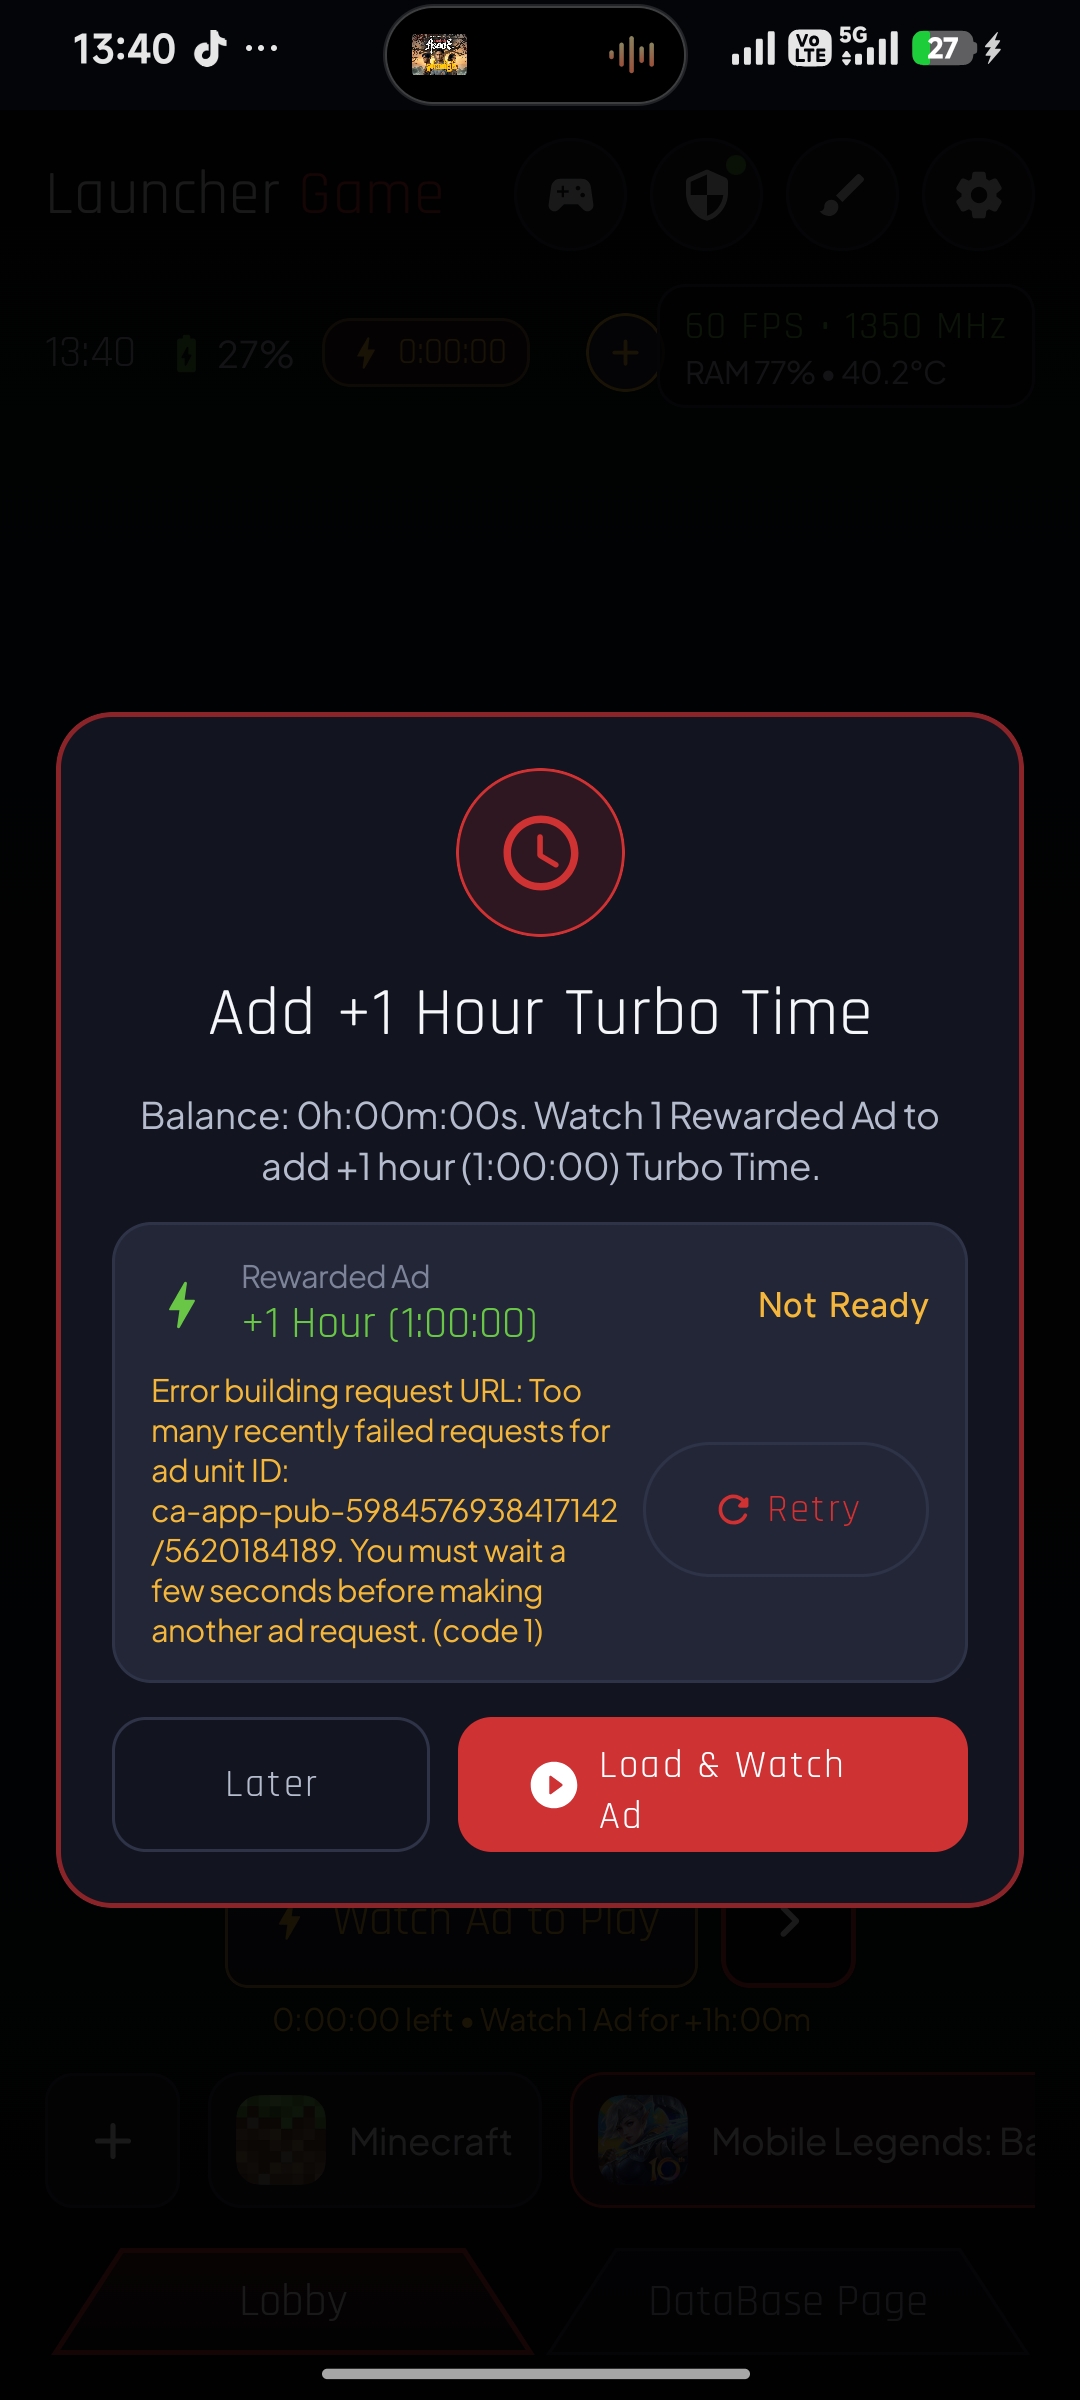 13:40
VoLTE
5G
27
Launcher Game
13:40
27%
0:00:00
60 FPS · 1350 MHz
RAM 77% • 40.2°C
Add +1 Hour Turbo Time
Balance: 0h:00m:00s. Watch 1 Rewarded Ad to
add +1 hour (1:00:00) Turbo Time.
Rewarded Ad
+1 Hour (1:00:00)
Not Ready
Error building request URL: Too
many recently failed requests for
ad unit ID:
ca-app-pub-5984576938417142
/5620184189. You must wait a
few seconds before making
another ad request. (code 1)
Retry
Later
Load & Watch
Ad
Watch Ad to Play
0:00:00 left • Watch 1 Ad for +1h:00m
Minecraft
Mobile Legends: Ba
Lobby
DataBase Page